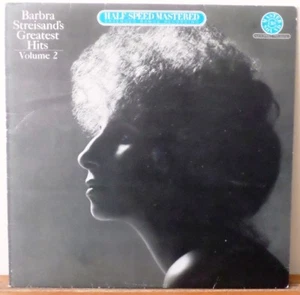 Barbra
Streisand's
Greatest
Hits
Volume 2
HALF SPEED MASTERED